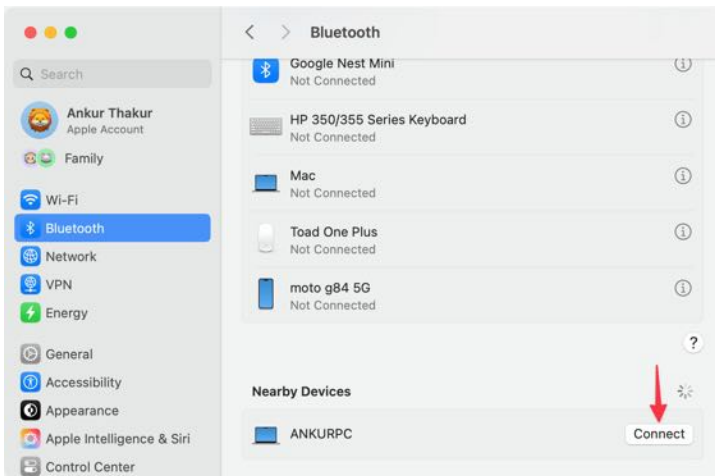 Bluetooth
Search
Ankur Thakur
Apple Account
Family
Wi-Fi
Bluetooth
Network
VPN
Energy
General
Accessibility
Appearance
Apple Intelligence & Siri
Control Center
Google Nest Mini
Not Connected
HP 350/355 Series Keyboard
Not Connected
Mac
Not Connected
Toad One Plus
Not Connected
moto g84 5G
Not Connected
?
Nearby Devices
ANKURPC
Connect